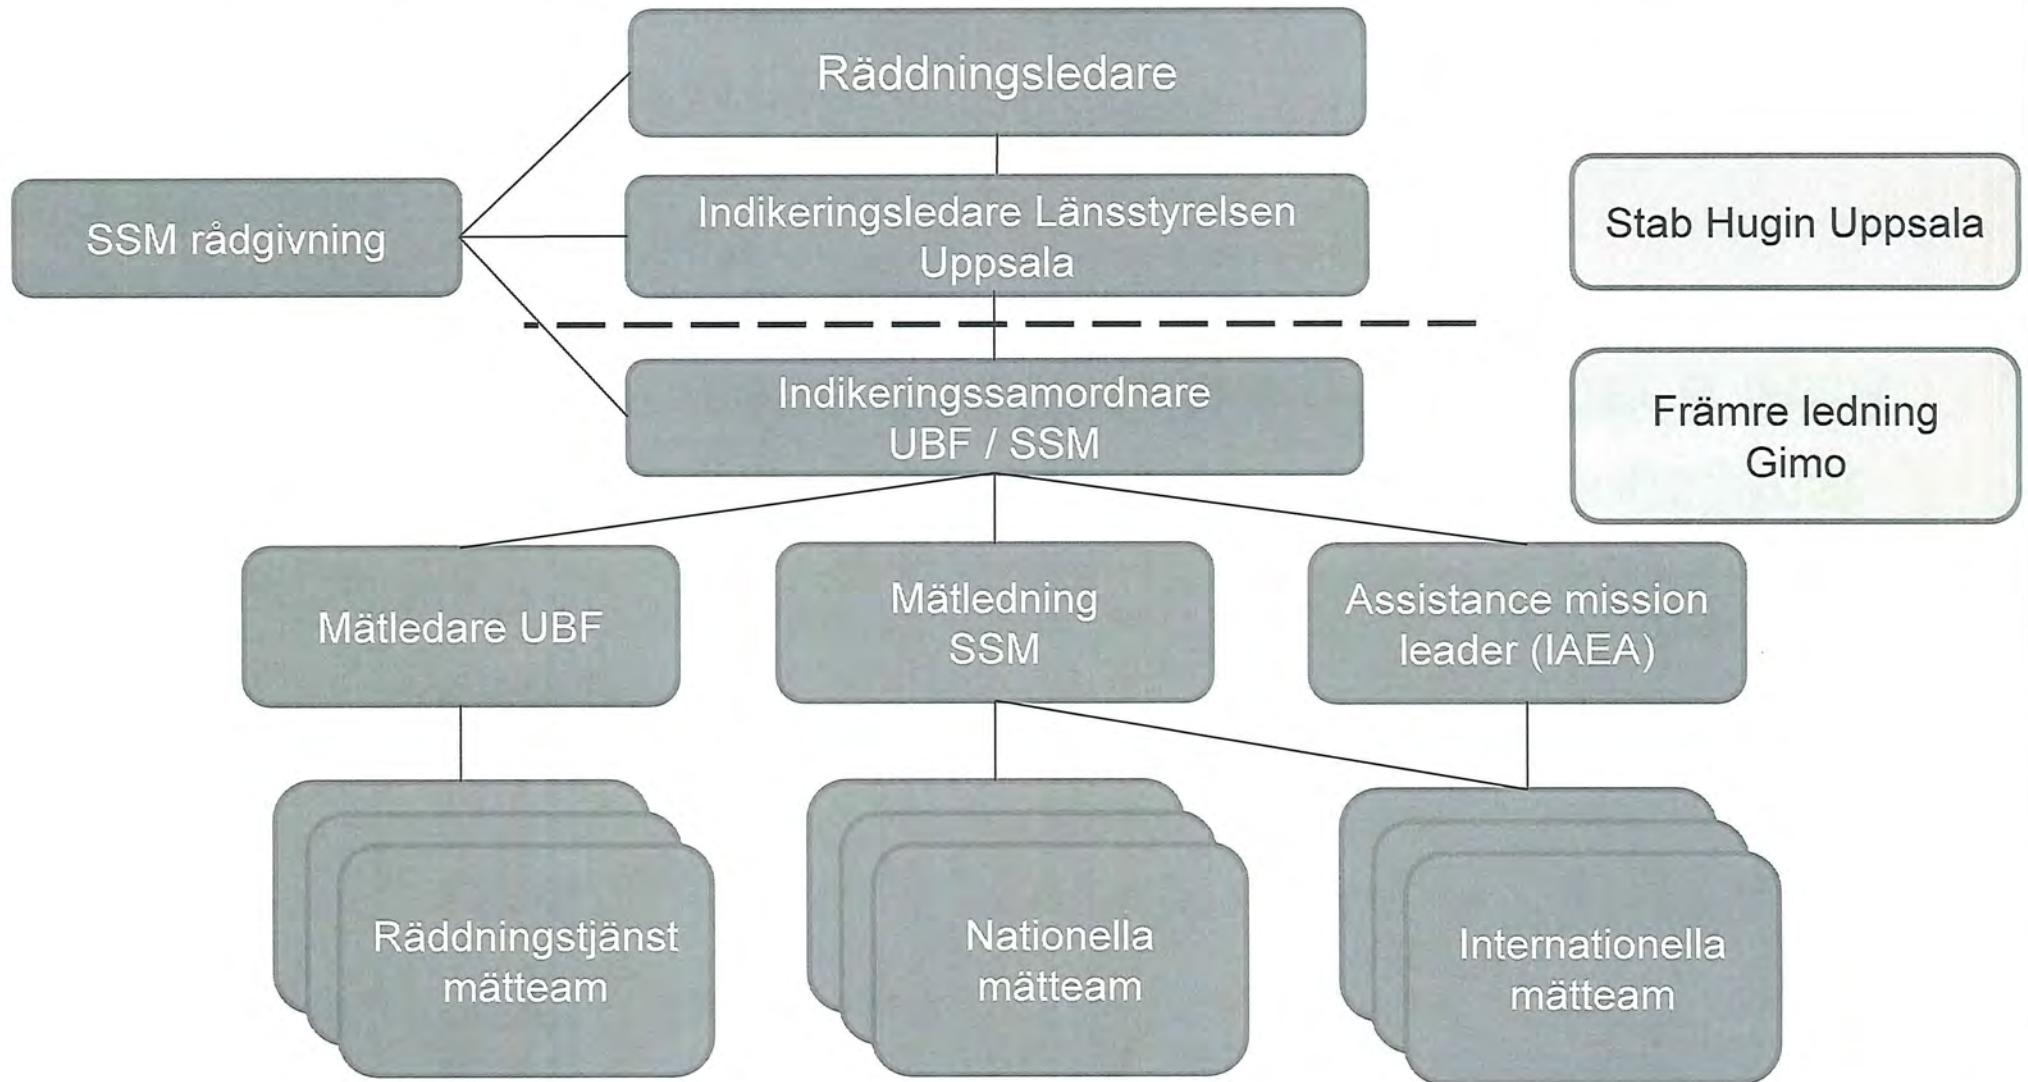 Räddningsledare
SSM rådgivning
Indikeringsledare Länsstyrelsen
Uppsala
Stab Hugin Uppsala
Indikeringssamordnare
UBF / SSM
Främre ledning
Gimo
Mätledare UBF
Mätledning
SSM
Assistance mission
leader (IAEA)
Räddningstjänst
mätteam
Nationella
mätteam
Internationella
mätteam